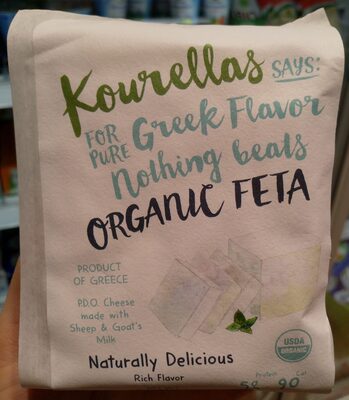 Kourellas SAYS:
FOR PURE Greek Flavor
Nothing beats
ORGANIC FETA
PRODUCT
OF GREECE
P.D.O. Cheese
made with
Sheep & Goat's
Milk
USDA
ORGANIC
Naturally Delicious
Rich Flavor
Protein Cal
5g 90